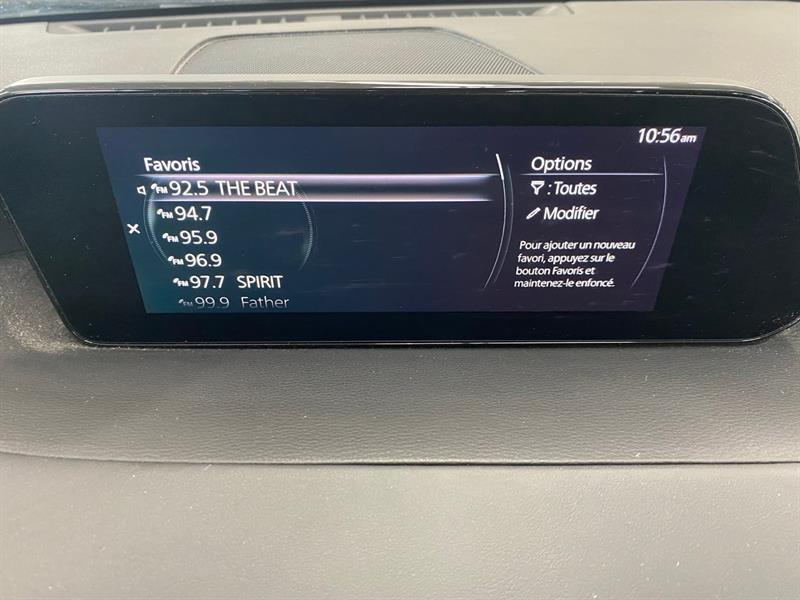 10:56am
Favoris
FM 92.5 THE BEAT
FM 94.7
FM 95.9
FM 96.9
FM 97.7 SPIRIT
FM 99.9 Father
Options
: Toutes
Modifier
Pour ajouter un nouveau
favori, appuyez sur le
bouton Favoris et
maintenez-le enfoncé.